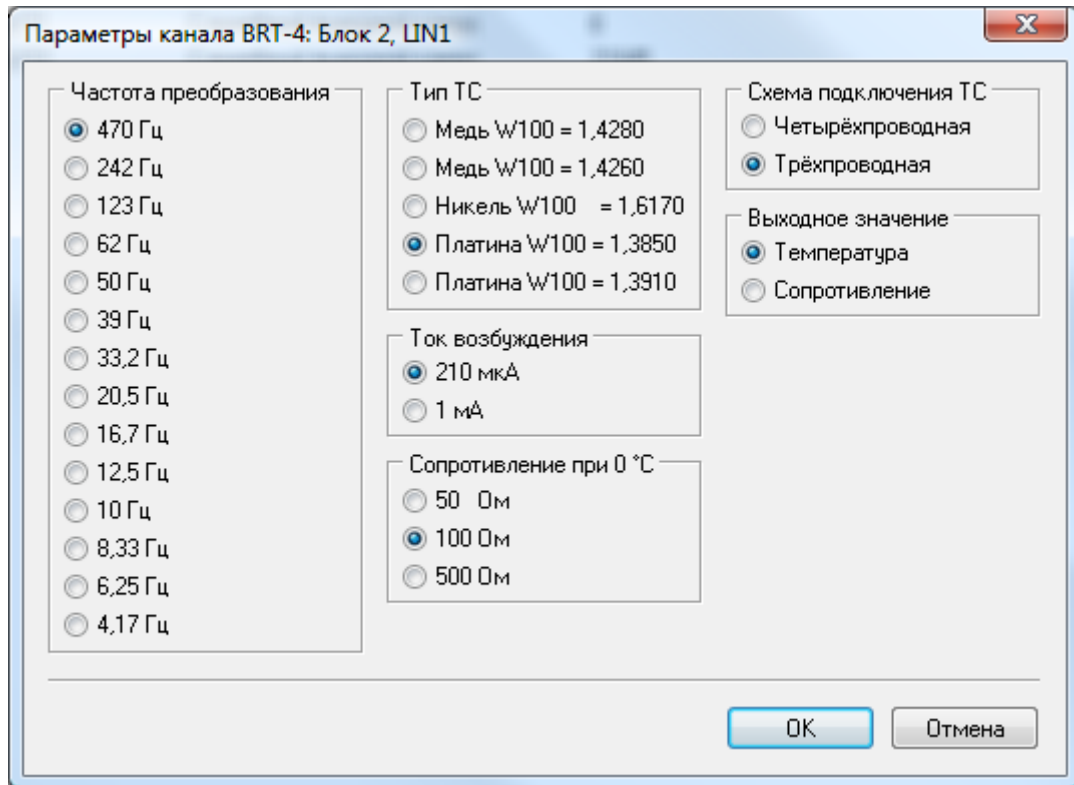 Параметры канала BRT-4: Блок 2, LIN1
Частота преобразования
470 Гц
242 Гц
123 Гц
62 Гц
50 Гц
39 Гц
33,2 Гц
20,5 Гц
16,7 Гц
12,5 Гц
10 Гц
8,33 Гц
6,25 Гц
4,17 Гц
Тип ТС
Медь W100 = 1,4280
Медь W100 = 1,4260
Никель W100 = 1,6170
Платина W100 = 1,3850
Платина W100 = 1,3910
Ток возбуждения
210 мкА
1 мА
Сопротивление при 0 °С
50 Ом
100 Ом
500 Ом
Схема подключения ТС
Четырёхпроводная
Трёхпроводная
Выходное значение
Температура
Сопротивление
OK
Отмена